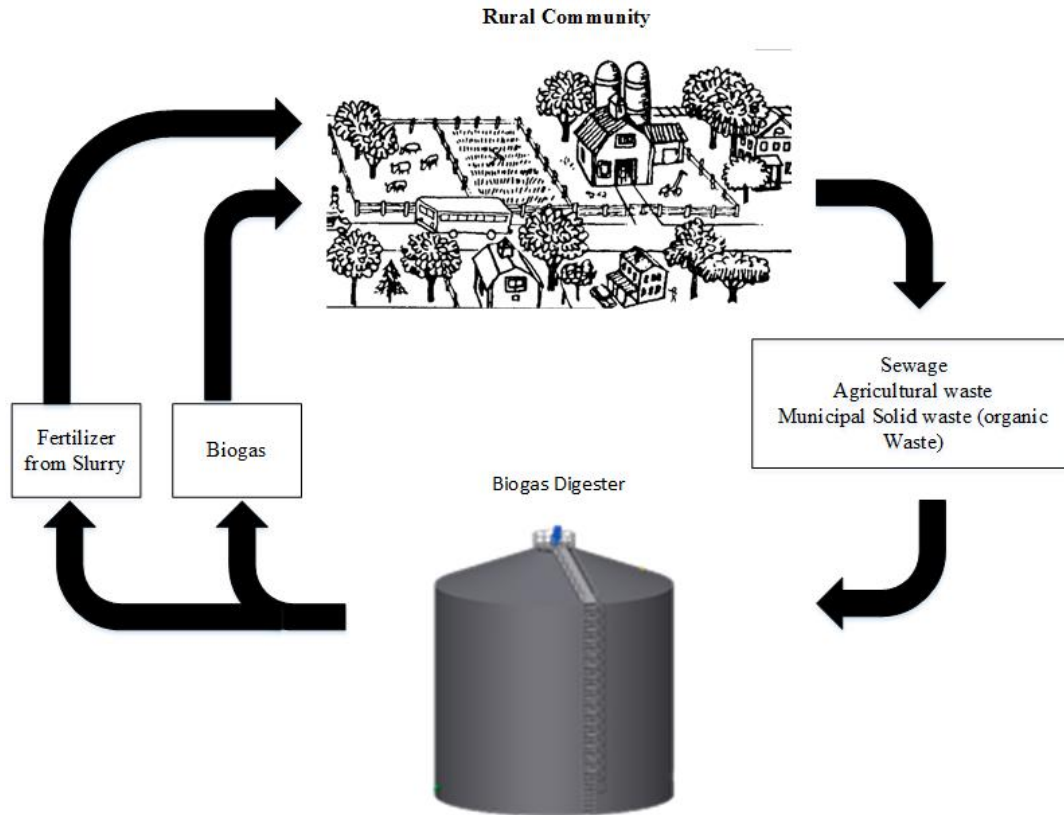 Rural Community
Sewage
Agricultural waste
Municipal Solid waste (organic
Waste)
Fertilizer
from Slurry
Biogas
Biogas Digester